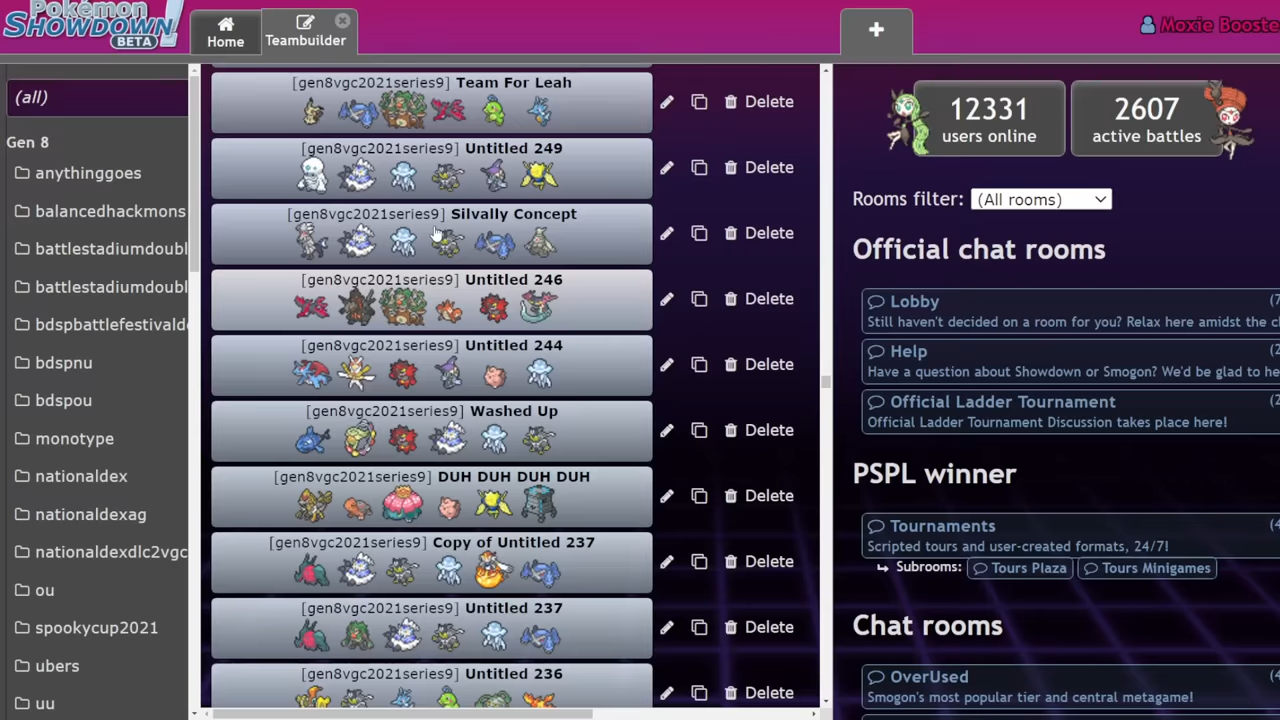 Pokémon
SHOWDOWN!
BETA
Home
Teambuilder
+
Moxie Booste
(all)
Gen 8
anythinggoes
balancedhackmons
battlestadiumdoubl
battlestadiumdoubl
bdspbattlefestivaldo
bdspnu
bdspou
monotype
nationaldex
nationaldexag
nationaldexdlc2vgc
ou
spookycup2021
ubers
uu
[gen8vgc2021series9] Team For Leah
Delete
[gen8vgc2021series9] Untitled 249
Delete
[gen8vgc2021series9] Silvally Concept
Delete
[gen8vgc2021series9] Untitled 246
Delete
[gen8vgc2021series9] Untitled 244
Delete
[gen8vgc2021series9] Washed Up
Delete
[gen8vgc2021series9] DUH DUH DUH DUH
Delete
[gen8vgc2021series9] Copy of Untitled 237
Delete
[gen8vgc2021series9] Untitled 237
Delete
[gen8vgc2021series9] Untitled 236
Delete
12331
users online
2607
active battles
Rooms filter: (All rooms)
Official chat rooms
Lobby
Still haven't decided on a room for you? Relax here amidst the c
Help
Have a question about Showdown or Smogon? We'd be glad to he
Official Ladder Tournament
Official Ladder Tournament Discussion takes place here!
PSPL winner
Tournaments
Scripted tours and user-created formats, 24/7!
Subrooms: Tours Plaza Tours Minigames
Chat rooms
OverUsed
Smogon's most popular tier and central metagame!